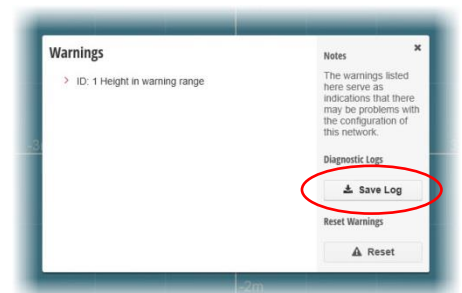 Warnings
> ID: 1 Height in warning range
Notes
×
The warnings listed
here serve as
indications that there
may be problems with
the configuration of
this network.
Diagnostic Logs
Save Log
Reset Warnings
Reset
-2m